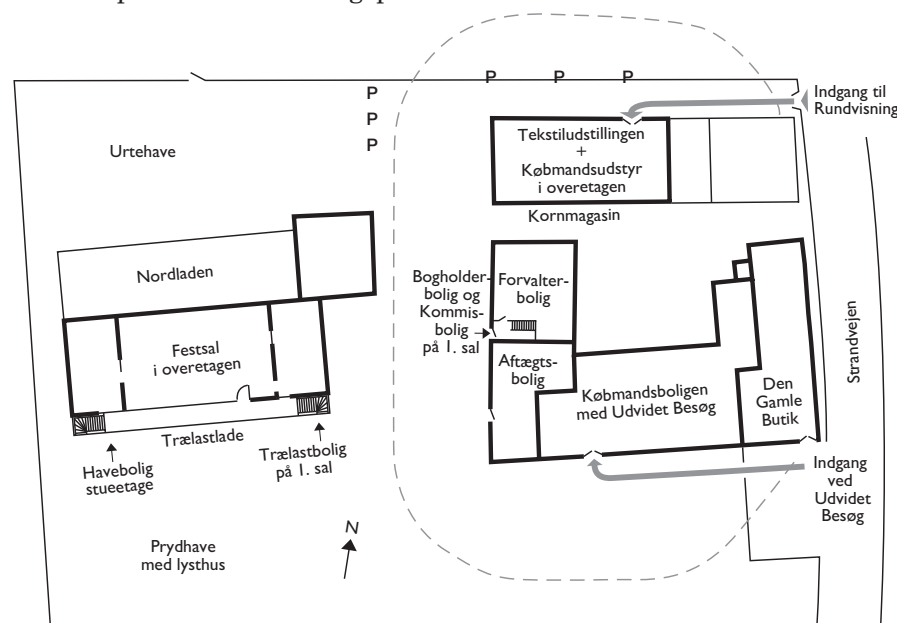 P P P
P
P
P
Indgang til
Rundvisning
Urtehave
Tekstiludstillingen
+
Købmandsudstyr
i overetagen
Kornmagasin
Nordladen
Bogholder-
bolig og
Kommis-
bolig
på 1. sal
Forvalter-
bolig
Festsal
i overetagen
Aftægts-
bolig
Købmandsboligen
med Udvidet Besøg
Den
Gamle
Butik
Strandvejen
Trælastlade
Havebolig
stueetage
Trælastbolig
på 1. sal
Indgang
ved
Udvidet
Besøg
N
Prydhave
med lysthus